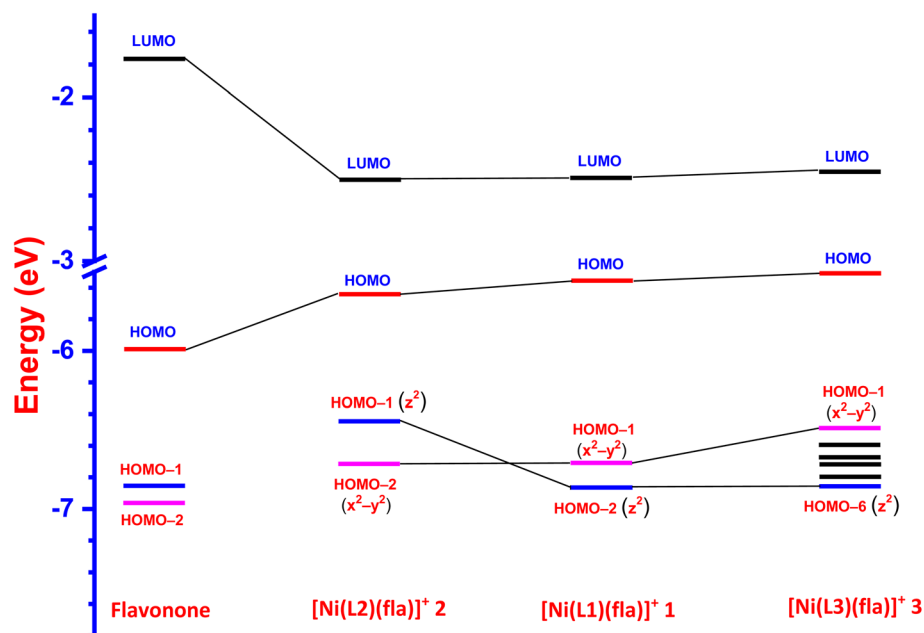 LUMO
-2
LUMO
LUMO
LUMO
-3
HOMO
HOMO
HOMO
HOMO
-6
Energy (eV)
HOMO–1 (x²–y²)
HOMO–1 (z²)
HOMO–1
(x²–y²)
HOMO–1
HOMO–2
(x²–y²)
HOMO–2 (z²)
HOMO–6 (z²)
-7
HOMO–2
Flavonone
[Ni(L2)(fla)]⁺ 2
[Ni(L1)(fla)]⁺ 1
[Ni(L3)(fla)]⁺ 3